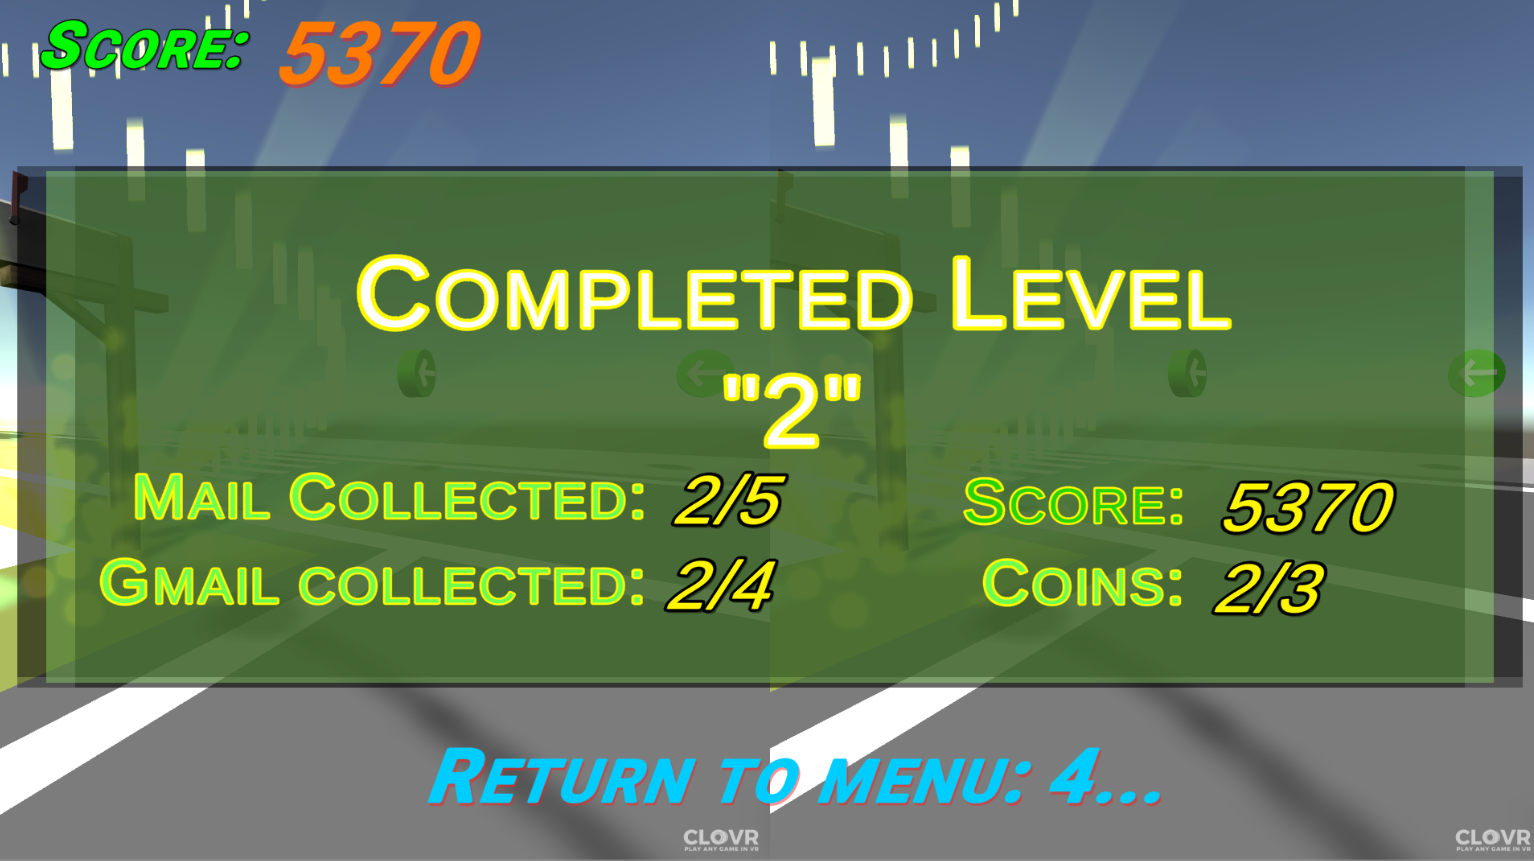 SCORE: 5370
COMPLETED LEVEL
"2"
MAIL COLLECTED: 2/5
SCORE: 5370
GMAIL COLLECTED: 2/4
COINS: 2/3
RETURN TO MENU: 4...
CLOVR
PLAY ANY GAME IN VR
CLOVR
PLAY ANY GAME IN VR